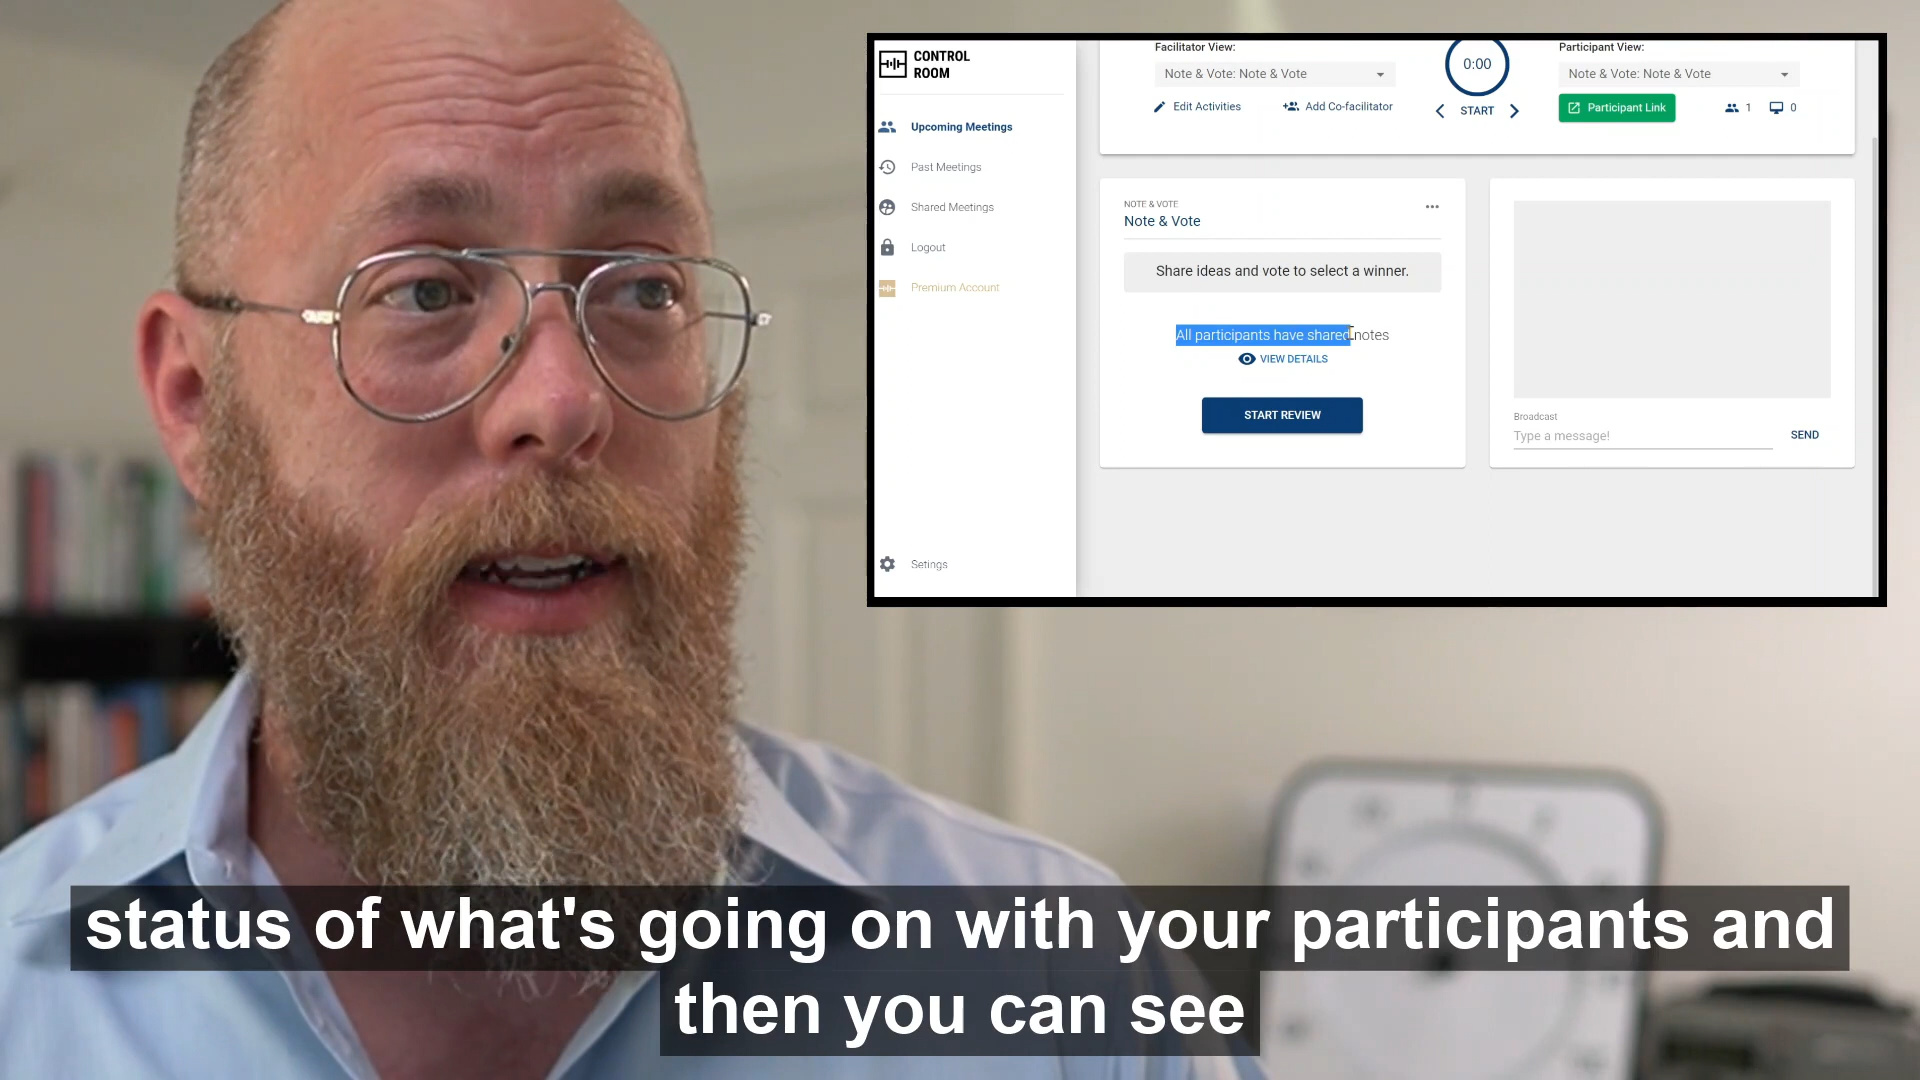 CONTROL
ROOM
Upcoming Meetings
Past Meetings
Shared Meetings
Logout
Premium Account
Setings
Facilitator View:
Note & Vote: Note & Vote
Edit Activities
Add Co-facilitator
0:00
START
Participant View:
Note & Vote: Note & Vote
Participant Link
1
0
NOTE & VOTE
Note & Vote
Share ideas and vote to select a winner.
All participants have shared notes
VIEW DETAILS
START REVIEW
Broadcast
Type a message!
SEND
status of what's going on with your participants and
then you can see